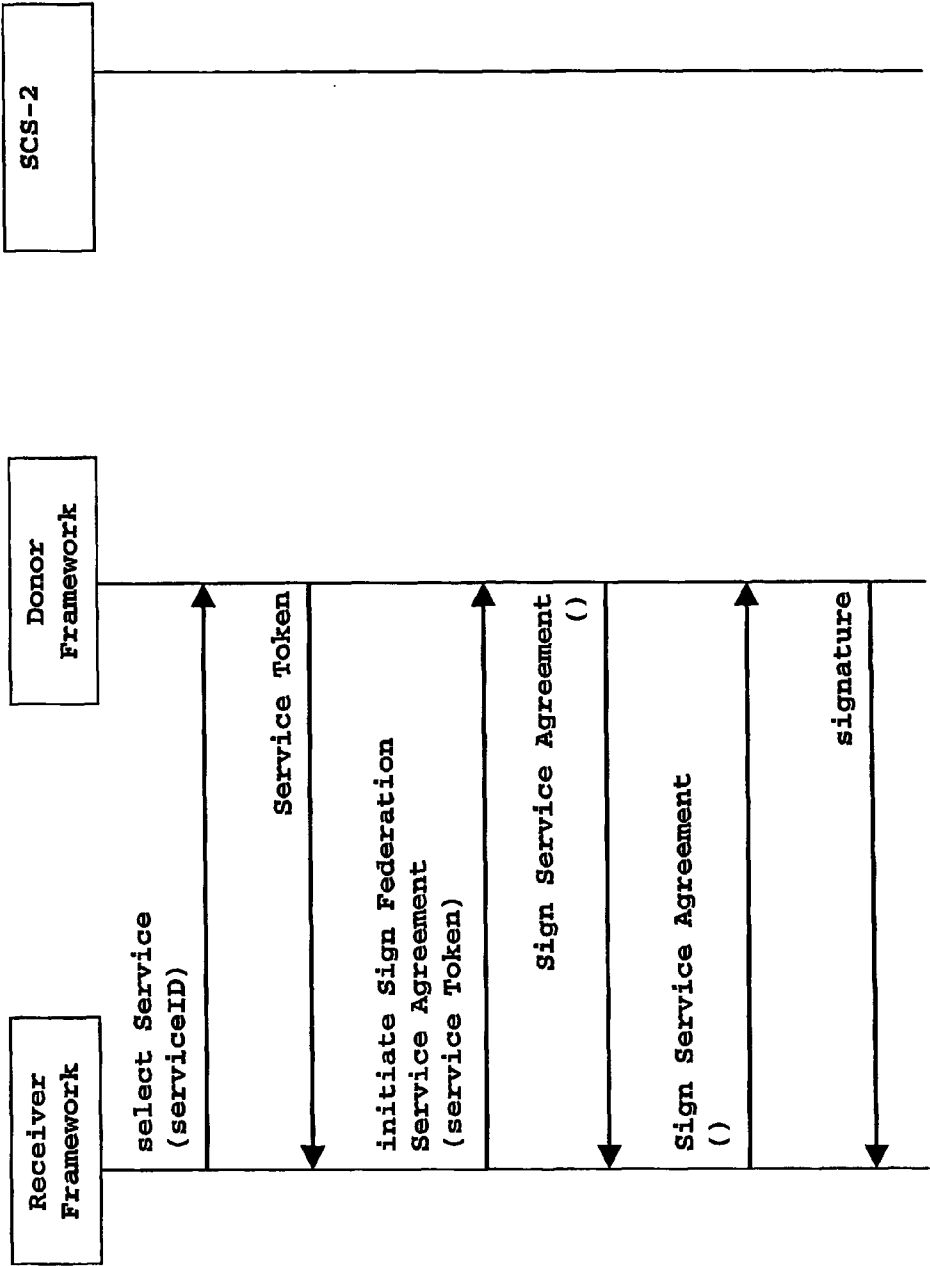 Receiver
Framework
Donor
Framework
SCS-2
select Service
(serviceID)
Service Token
initiate Sign Federation
Service Agreement
(service Token)
Sign Service Agreement
()
Sign Service Agreement
()
signature